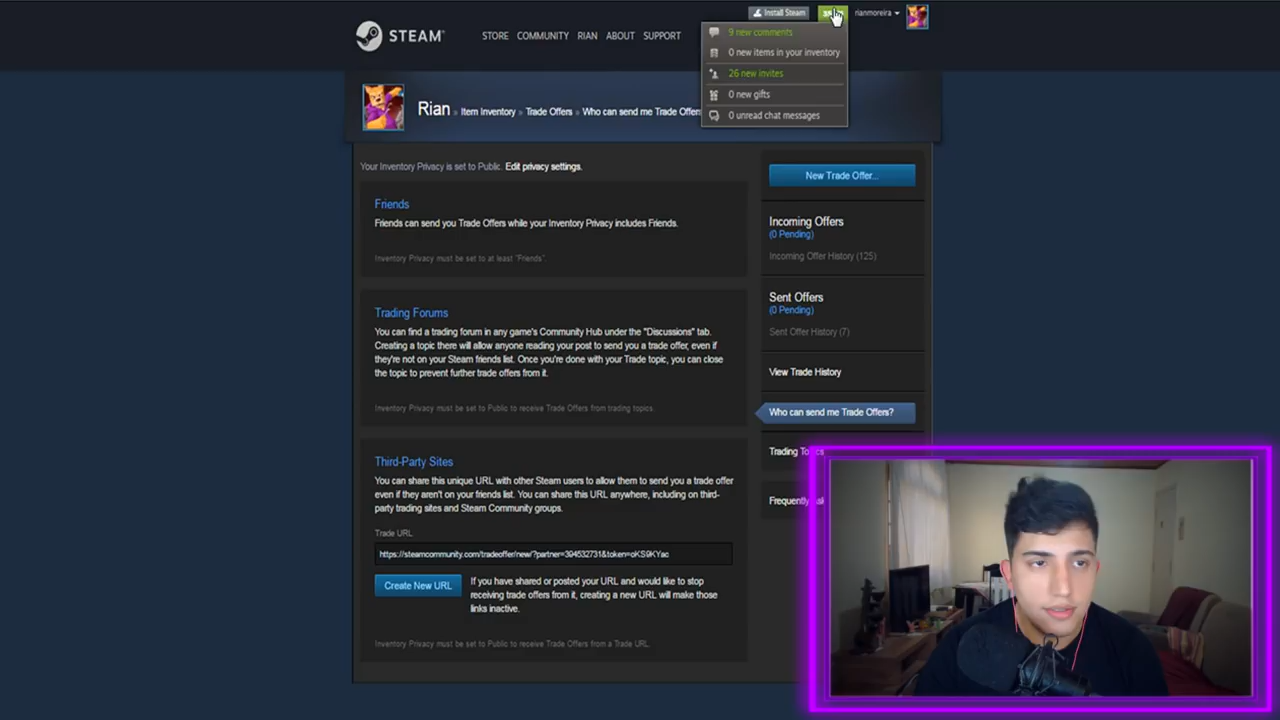 Install Steam
rianmoreira
STEAM
STORE COMMUNITY RIAN ABOUT SUPPORT
9 new comments
0 new items in your inventory
26 new invites
0 new gifts
0 unread chat messages
Rian » Item Inventory » Trade Offers » Who can send me Trade Offers
Your Inventory Privacy is set to Public. Edit privacy settings.
Friends
Friends can send you Trade Offers while your Inventory Privacy includes Friends.
Inventory Privacy must be set to at least "Friends".
Trading Forums
You can find a trading forum in any game's Community Hub under the "Discussions" tab.
Creating a topic there will allow anyone reading your post to send you a trade offer, even if
they're not on your Steam friends list. Once you're done with your Trade topic, you can close
the topic to prevent further trade offers from it.
Inventory Privacy must be set to Public to receive Trade Offers from trading topics.
Third-Party Sites
You can share this unique URL with other Steam users to allow them to send you a trade offer
even if they aren't on your friends list. You can share this URL anywhere, including on third-
party trading sites and Steam Community groups.
Trade URL
https://steamcommunity.com/tradeoffer/new/?partner=394532731&token=oKS9KYac
Create New URL
If you have shared or posted your URL and would like to stop
receiving trade offers from it, creating a new URL will make those
links inactive.
Inventory Privacy must be set to Public to receive Trade Offers from a Trade URL.
New Trade Offer...
Incoming Offers
(0 Pending)
Incoming Offer History (125)
Sent Offers
(0 Pending)
Sent Offer History (7)
View Trade History
Who can send me Trade Offers?
Trading
Frequently